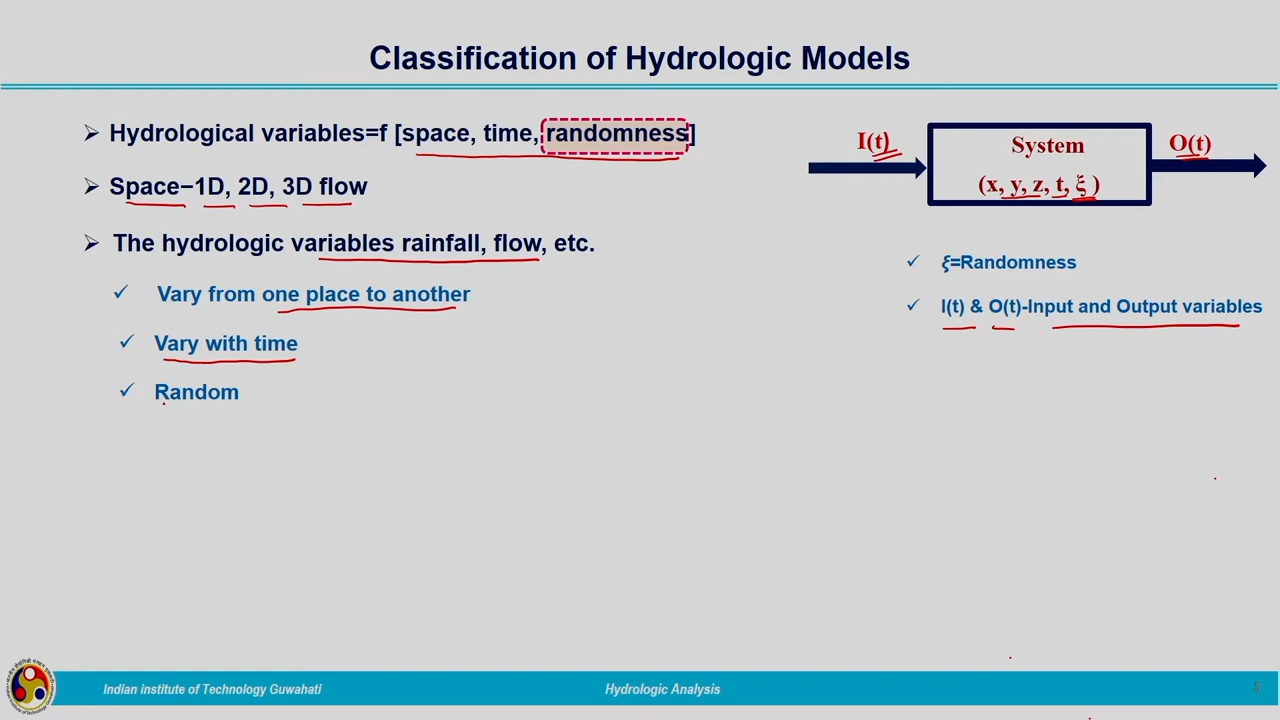 Classification of Hydrologic Models
➢ Hydrological variables=f [space, time, randomness]
➢ Space−1D, 2D, 3D flow
➢ The hydrologic variables rainfall, flow, etc.
✓ Vary from one place to another
✓ Vary with time
✓ Random
I(t)
System
(x, y, z, t, ξ )
O(t)
✓ ξ=Randomness
✓ I(t) & O(t)-Input and Output variables
Indian institute of Technology Guwahati
Hydrologic Analysis
5